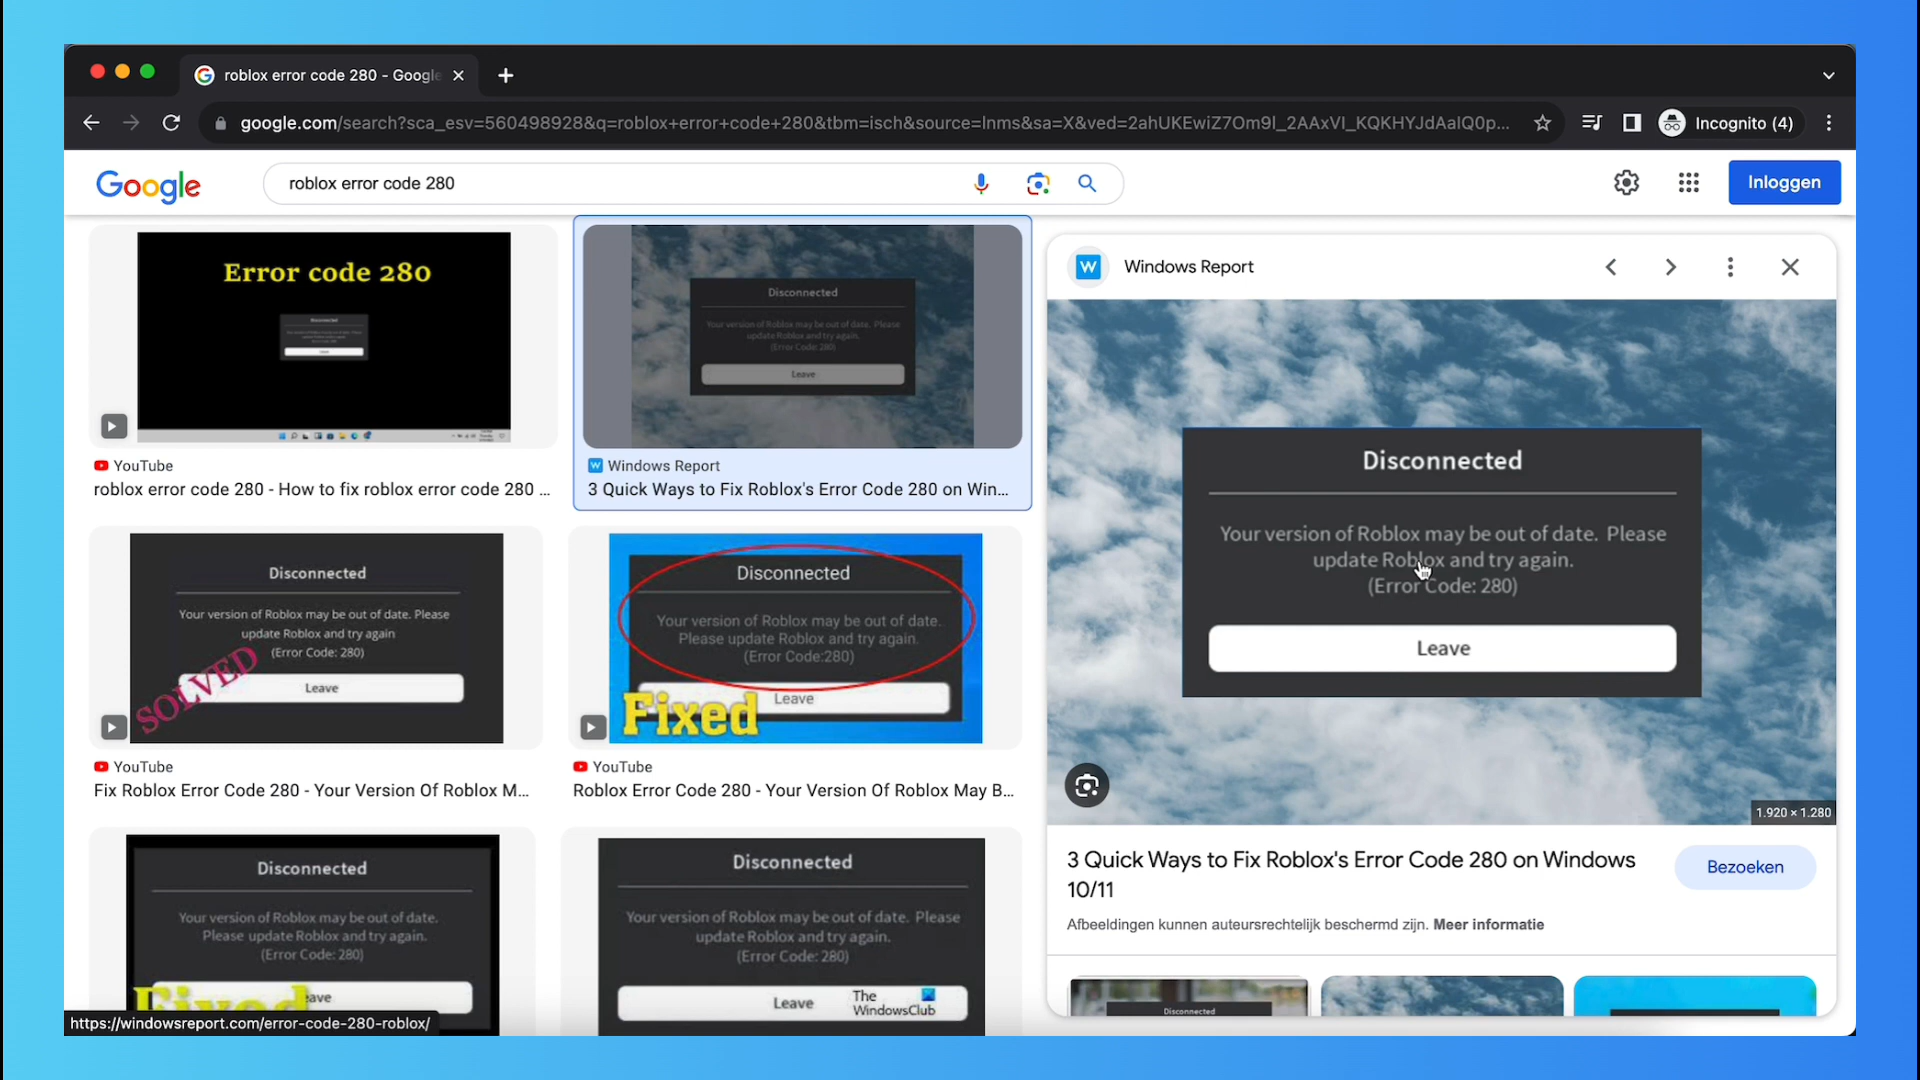 roblox error code 280 - Google
google.com/search?sca_esv=560498928&q=roblox+error+code+280&tbm=isch&source=lnms&sa=X&ved=2ahUKEwiZ7Om9l_2AAxVI_KQKHYJdAaIQ0p...
Incognito (4)
Google
roblox error code 280
Inloggen
Error code 280
Disconnected
YouTube
roblox error code 280 - How to fix roblox error code 280 ...
Disconnected
Your version of Roblox may be out of date. Please
update Roblox and try again.
(Error Code: 280)
Leave
Windows Report
3 Quick Ways to Fix Roblox's Error Code 280 on Win...
Disconnected
Your version of Roblox may be out of date. Please
update Roblox and try again
(Error Code: 280)
Leave
SOLVED
YouTube
Fix Roblox Error Code 280 - Your Version Of Roblox M...
Disconnected
Your version of Roblox may be out of date.
Please update Roblox and try again.
(Error Code:280)
Leave
Fixed
YouTube
Roblox Error Code 280 - Your Version Of Roblox May B...
Disconnected
Your version of Roblox may be out of date.
Please update Roblox and try again.
(Error Code: 280)
Fixed
Disconnected
Your version of Roblox may be out of date. Please
update Roblox and try again.
(Error Code: 280)
Leave
The
WindowsClub
https://windowsreport.com/error-code-280-roblox/
W
Windows Report
Disconnected
Your version of Roblox may be out of date. Please
update Roblox and try again.
(Error Code: 280)
Leave
1.920 × 1.280
3 Quick Ways to Fix Roblox's Error Code 280 on Windows
10/11
Bezoeken
Afbeeldingen kunnen auteursrechtelijk beschermd zijn. Meer informatie
Disconnected